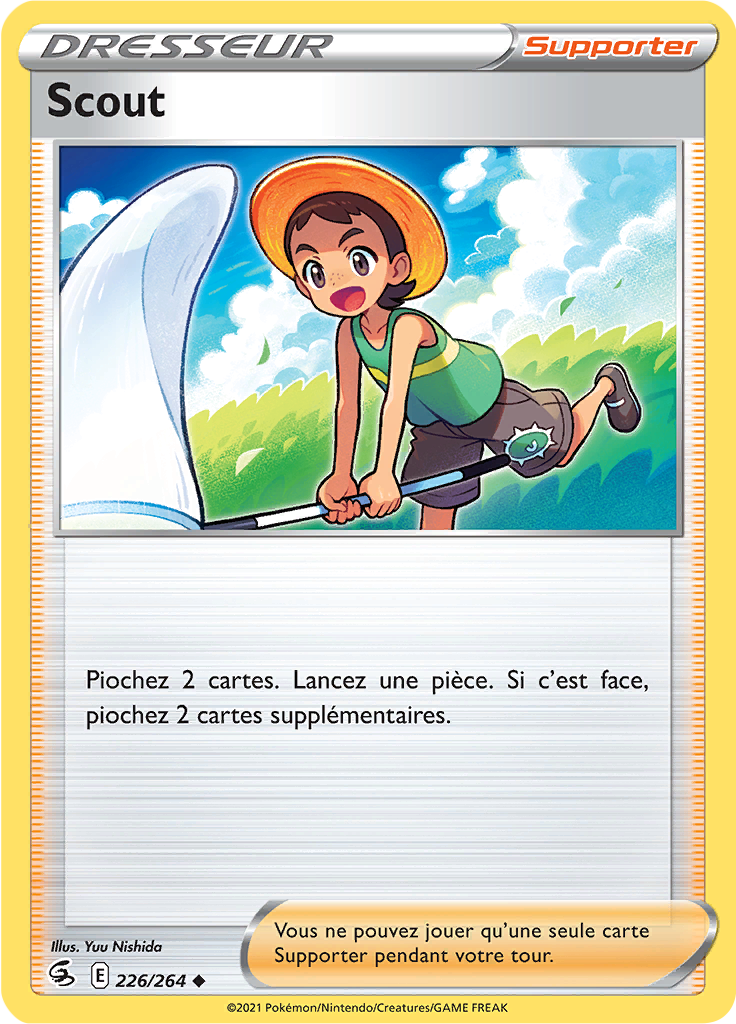 DRESSEUR
Supporter
Scout
Piochez 2 cartes. Lancez une pièce. Si c'est face,
piochez 2 cartes supplémentaires.
Vous ne pouvez jouer qu'une seule carte
Supporter pendant votre tour.
Illus. Yuu Nishida
E 226/264 ◆
©2021 Pokémon/Nintendo/Creatures/GAME FREAK